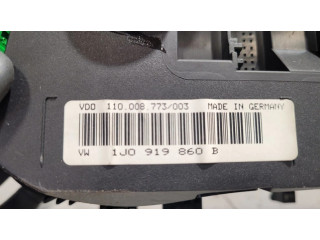 VDO 110.008.773/003 MADE IN GERMANY
VW 1J0 919 860 B